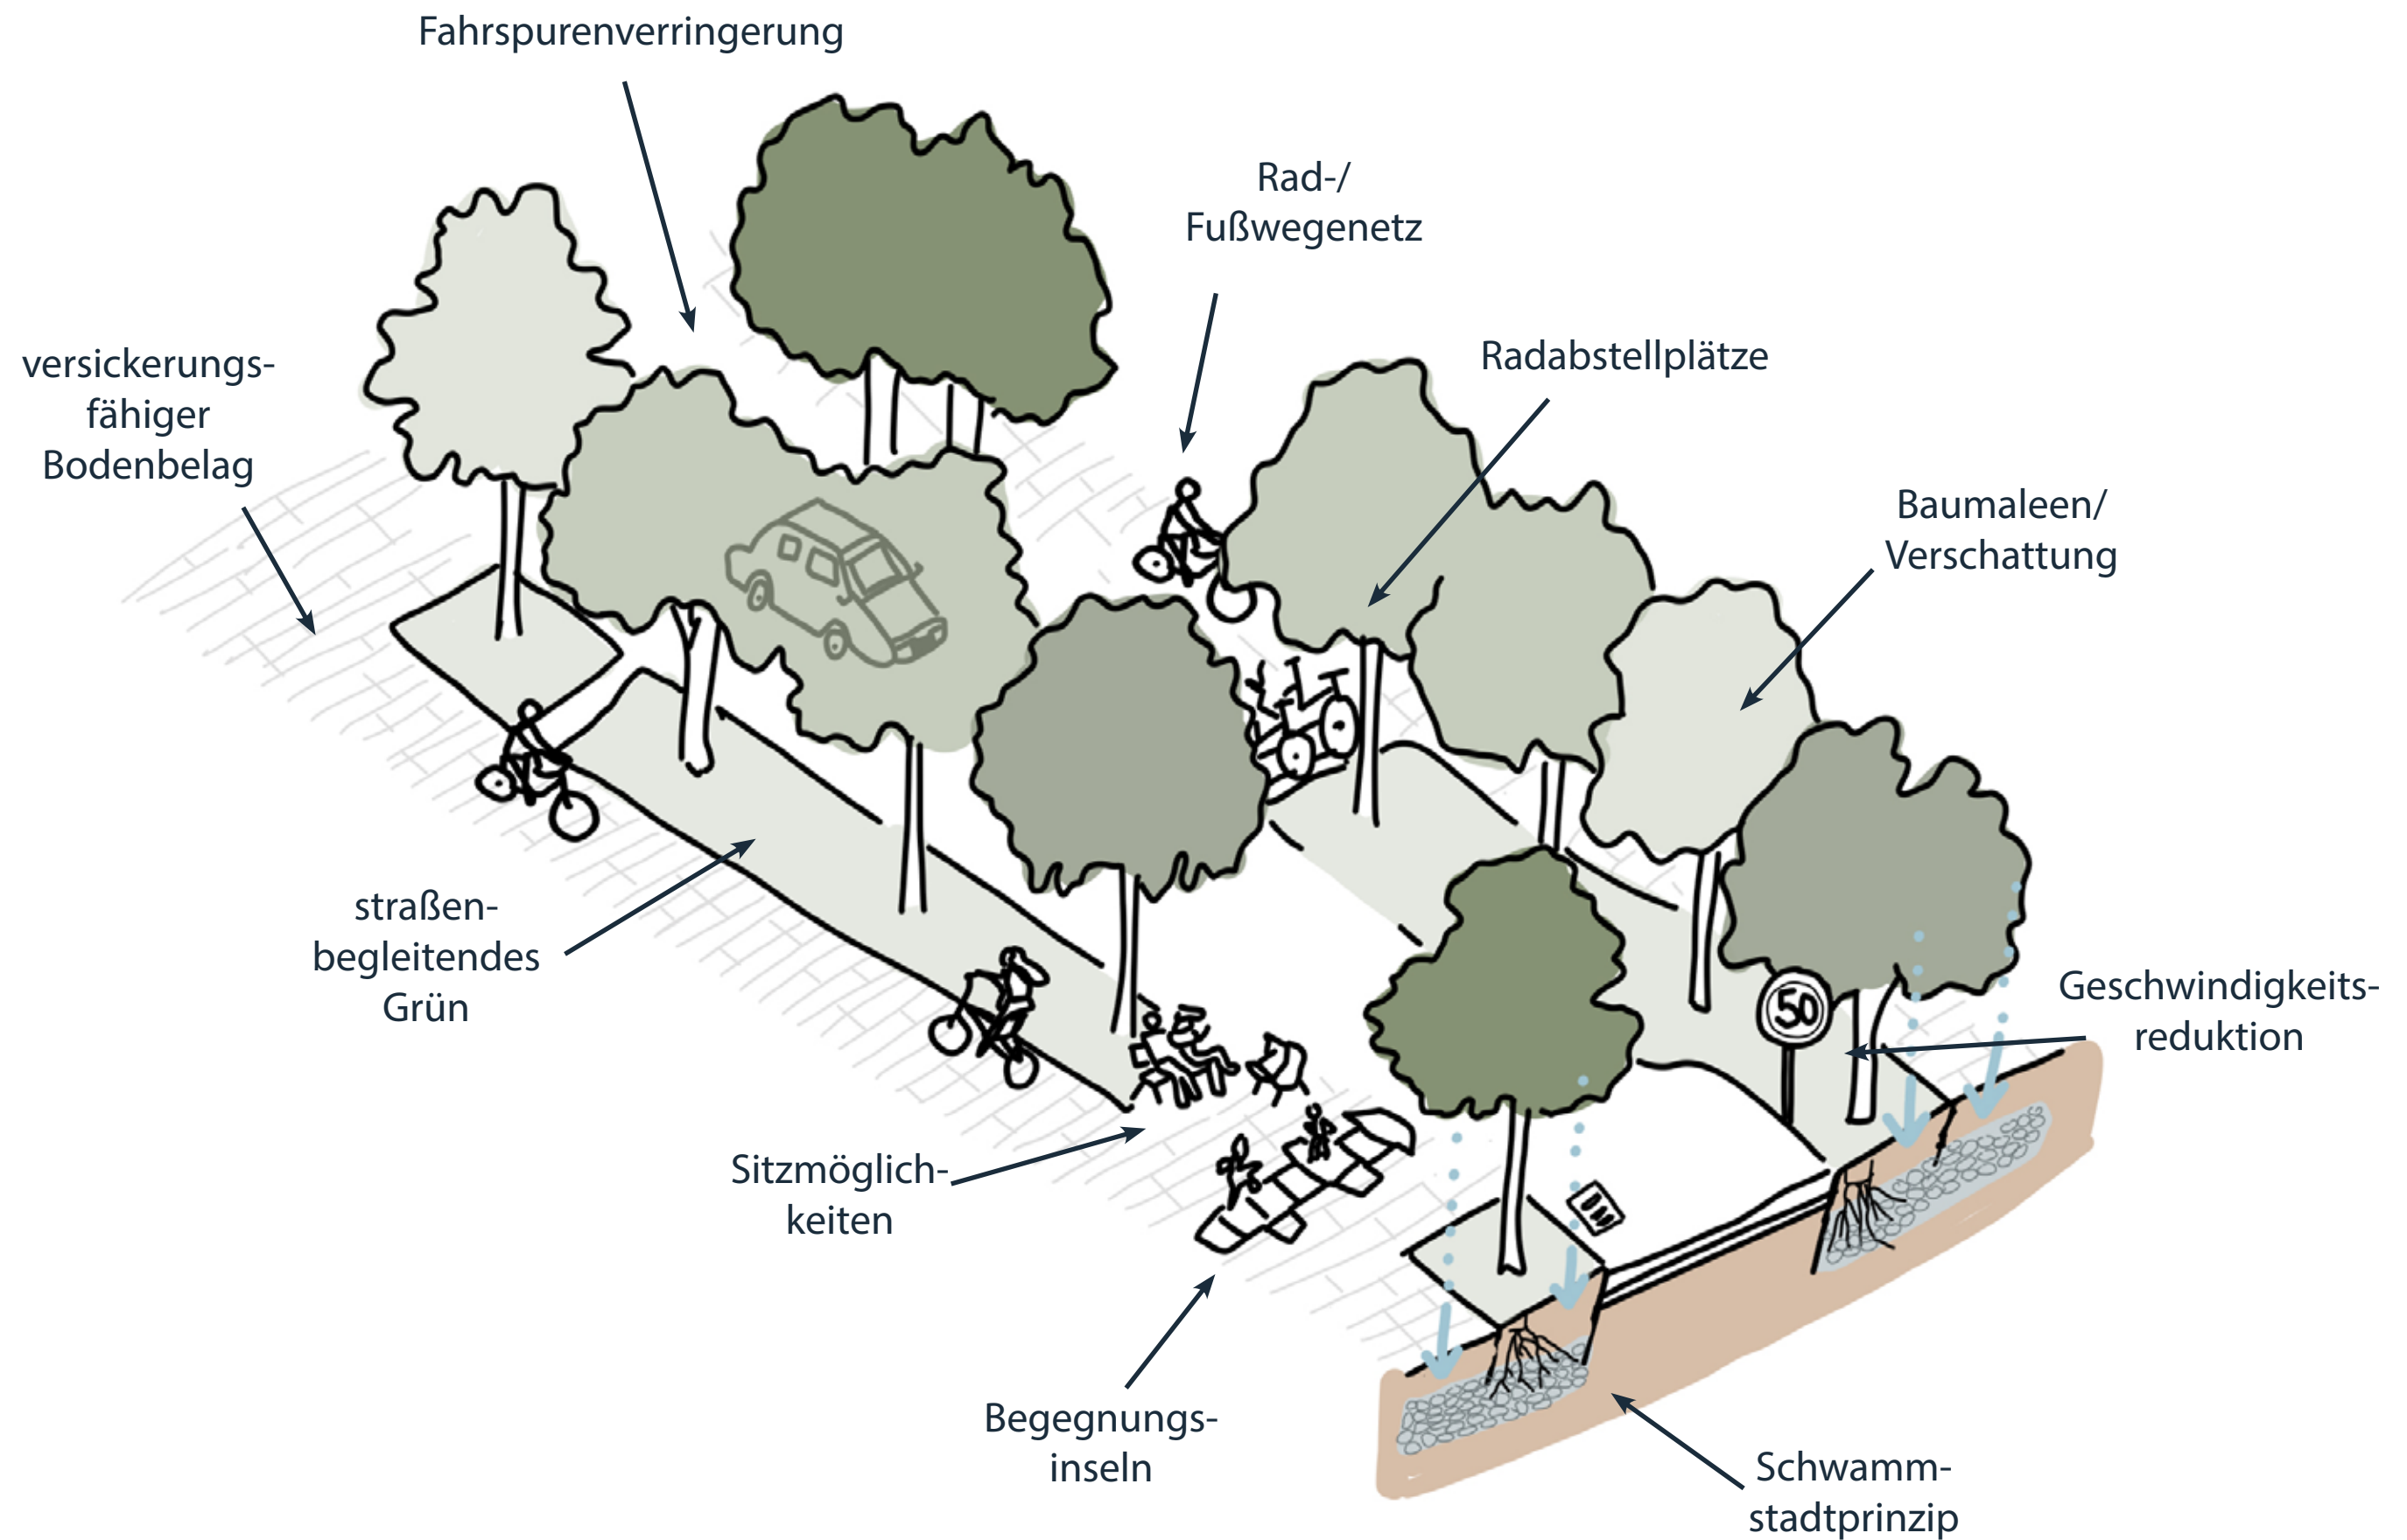 Fahrspurenverringerung
Rad-/
Fußwegenetz
Radabstellplätze
versickerungs-
fähiger
Bodenbelag
Baumaleen/
Verschattung
straßen-
begleitendes
Grün
50
Geschwindigkeits-
reduktion
Sitzmöglich-
keiten
Begegnungs-
inseln
Schwamm-
stadtprinzip